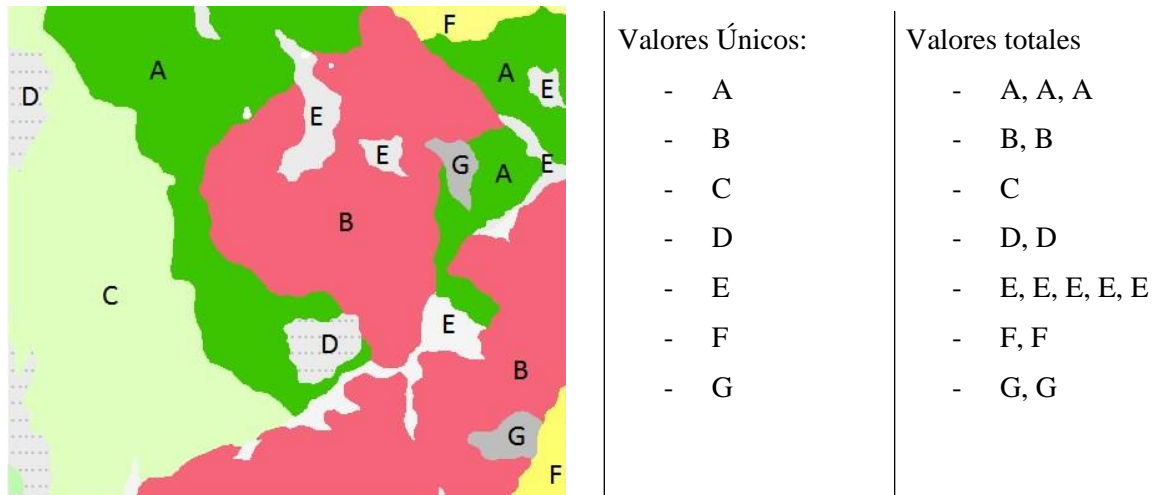 F
A
A
E
D
E
E
G
A
E
B
C
E
D
B
G
F
Valores Únicos:
- A
- B
- C
- D
- E
- F
- G
Valores totales
- A, A, A
- B, B
- C
- D, D
- E, E, E, E, E
- F, F
- G, G